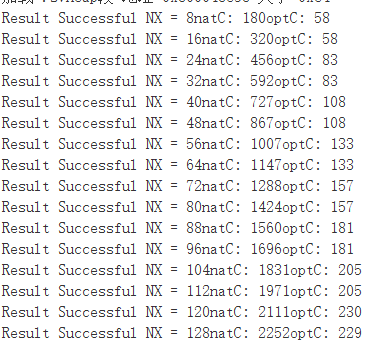 Result Successful NX = 8natC: 180optC: 58
Result Successful NX = 16natC: 320optC: 58
Result Successful NX = 24natC: 456optC: 83
Result Successful NX = 32natC: 592optC: 83
Result Successful NX = 40natC: 727optC: 108
Result Successful NX = 48natC: 867optC: 108
Result Successful NX = 56natC: 1007optC: 133
Result Successful NX = 64natC: 1147optC: 133
Result Successful NX = 72natC: 1288optC: 157
Result Successful NX = 80natC: 1424optC: 157
Result Successful NX = 88natC: 1560optC: 181
Result Successful NX = 96natC: 1696optC: 181
Result Successful NX = 104natC: 1831optC: 205
Result Successful NX = 112natC: 1971optC: 205
Result Successful NX = 120natC: 2111optC: 230
Result Successful NX = 128natC: 2252optC: 229